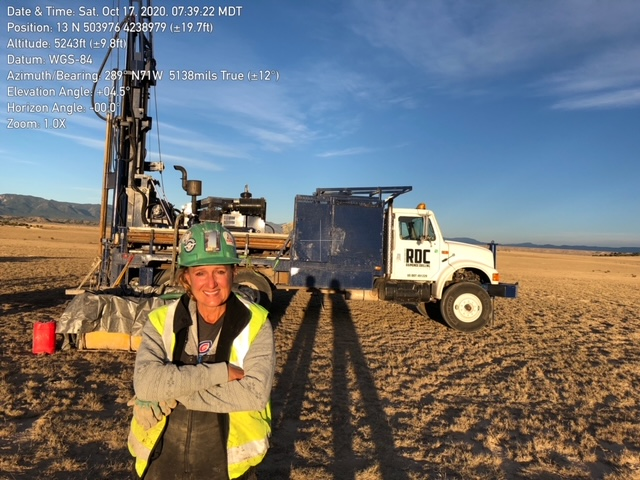 Date & Time: Sat. Oct 17, 2020, 07:39:22 MDT
Position: 13 N 503976 4238979 (±19.7ft)
Altitude: 5243ft (±9.8ft)
Datum: WGS-84
Azimuth/Bearing: 289° N71W 5138mils True (±12°)
Elevation Angle: +04.5°
Horizon Angle: -00.0°
Zoom: 1.0X
RDC